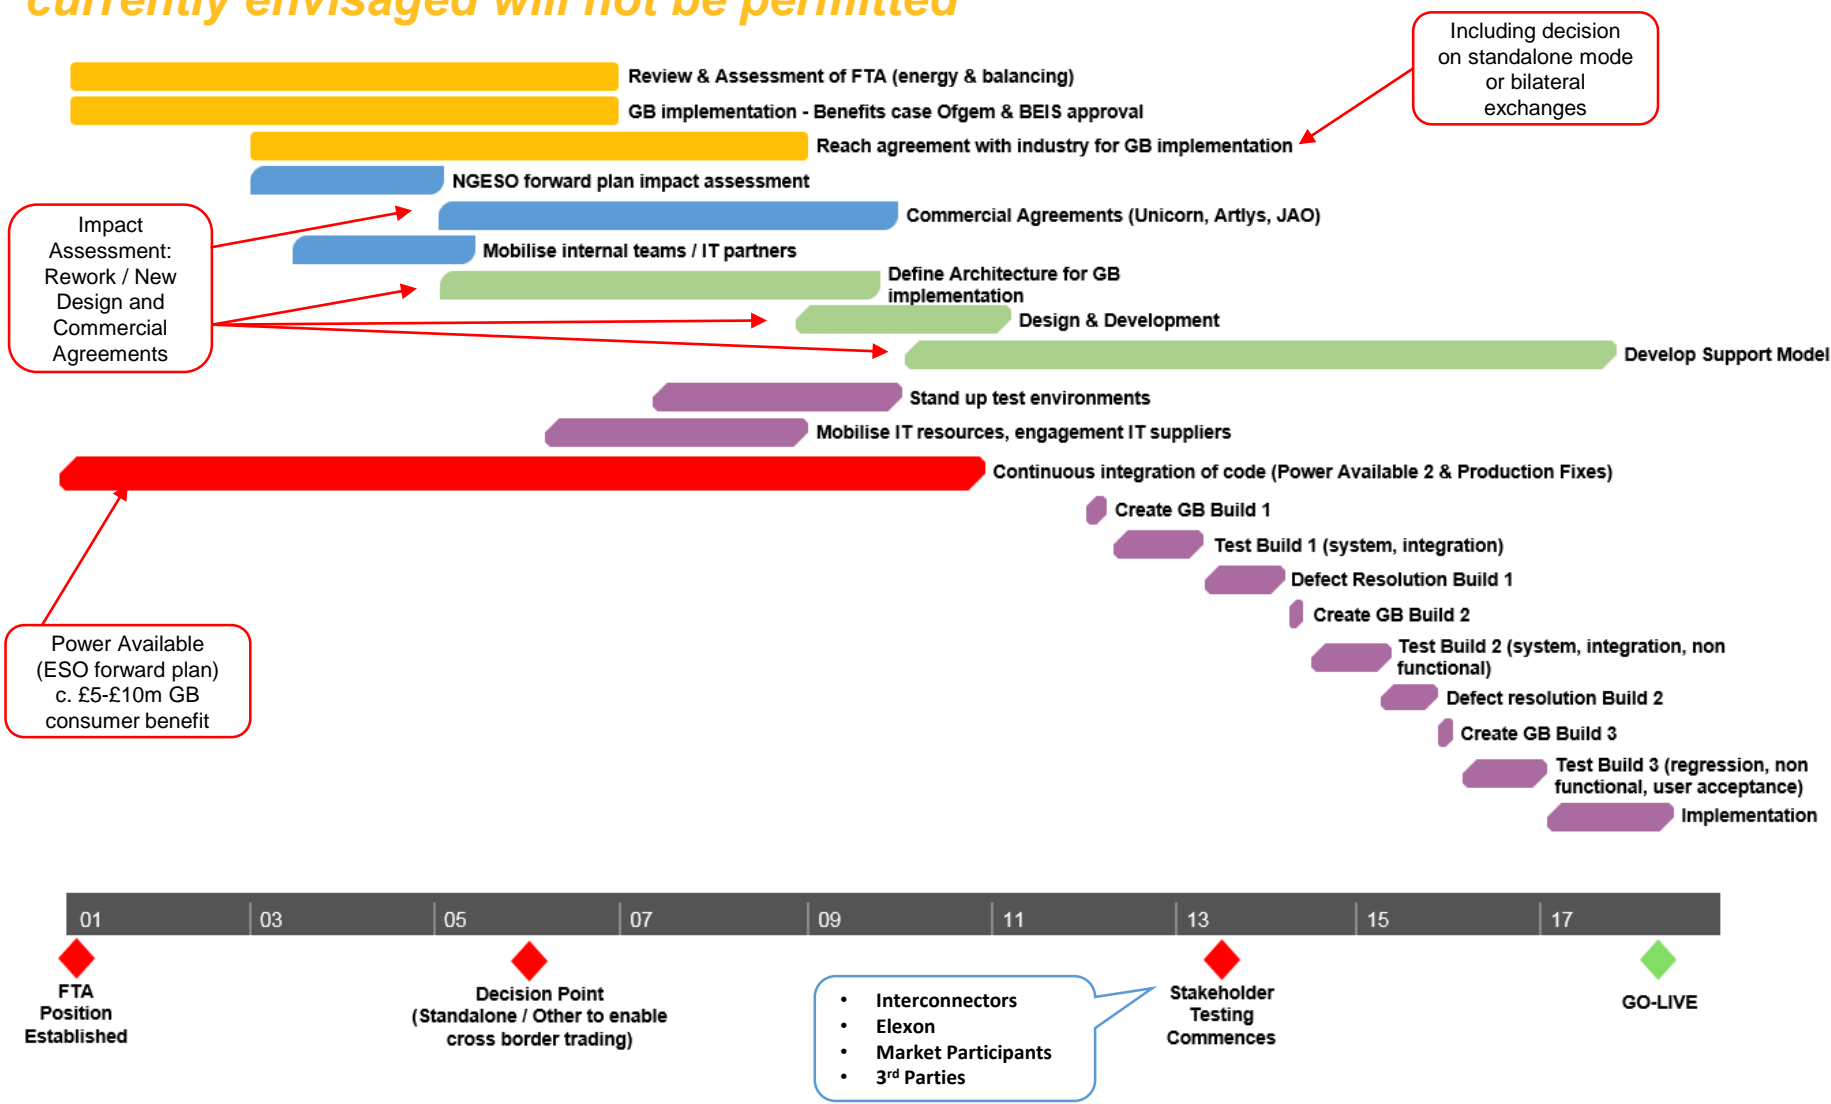 currently envisaged will not be permitted
Including decision
on standalone mode
or bilateral
exchanges
Review & Assessment of FTA (energy & balancing)
GB implementation - Benefits case Ofgem & BEIS approval
Reach agreement with industry for GB implementation
NGESO forward plan impact assessment
Commercial Agreements (Unicorn, Artlys, JAO)
Impact
Assessment:
Rework / New
Design and
Commercial
Agreements
Mobilise internal teams / IT partners
Define Architecture for GB
implementation
Design & Development
Develop Support Model
Stand up test environments
Mobilise IT resources, engagement IT suppliers
Continuous integration of code (Power Available 2 & Production Fixes)
Create GB Build 1
Test Build 1 (system, integration)
Defect Resolution Build 1
Create GB Build 2
Power Available
(ESO forward plan)
c. £5-£10m GB
consumer benefit
Test Build 2 (system, integration, non
functional)
Defect resolution Build 2
Create GB Build 3
Test Build 3 (regression, non
functional, user acceptance)
Implementation
01 03 05 07 09 11 13 15 17
FTA
Position
Established
Decision Point
(Standalone / Other to enable
cross border trading)
• Interconnectors
• Elexon
• Market Participants
• 3rd Parties
Stakeholder
Testing
Commences
GO-LIVE